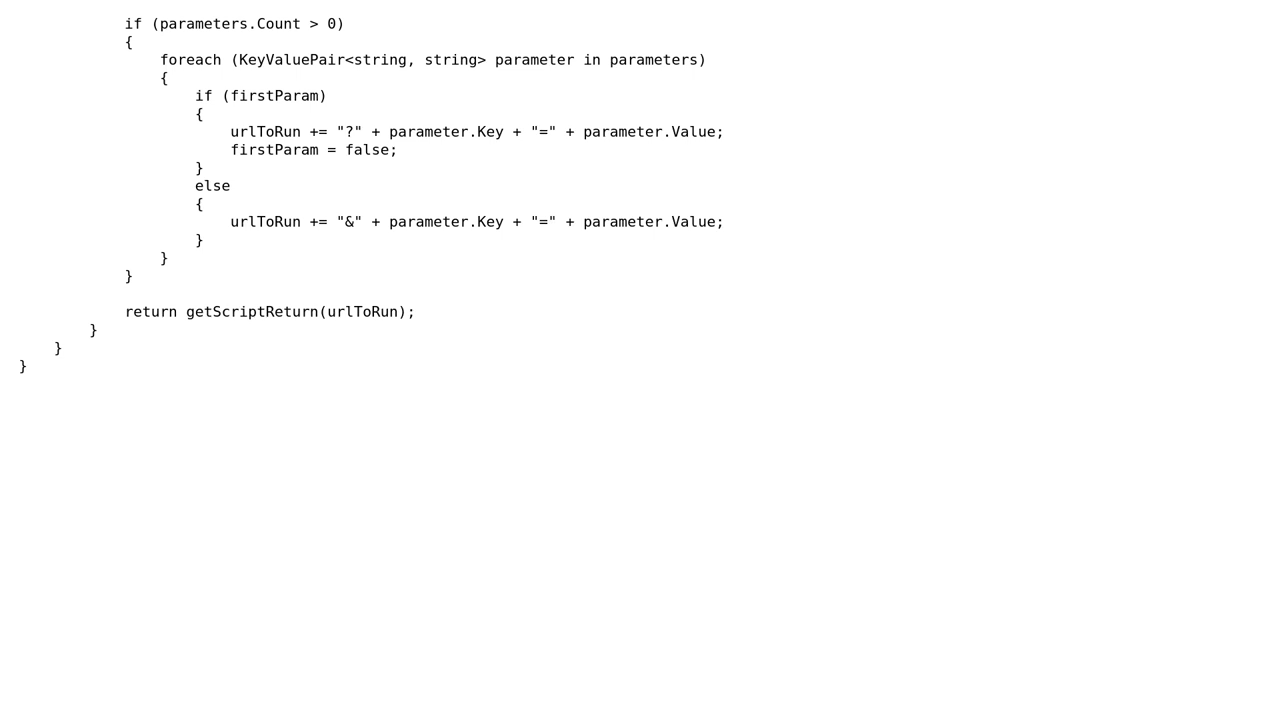 if (parameters.Count > 0)
            {
                foreach (KeyValuePair<string, string> parameter in parameters)
                {
                    if (firstParam)
                    {
                        urlToRun += "?" + parameter.Key + "=" + parameter.Value;
                        firstParam = false;
                    }
                    else
                    {
                        urlToRun += "&" + parameter.Key + "=" + parameter.Value;
                    }
                }
            }

            return getScriptReturn(urlToRun);
        }
    }
}